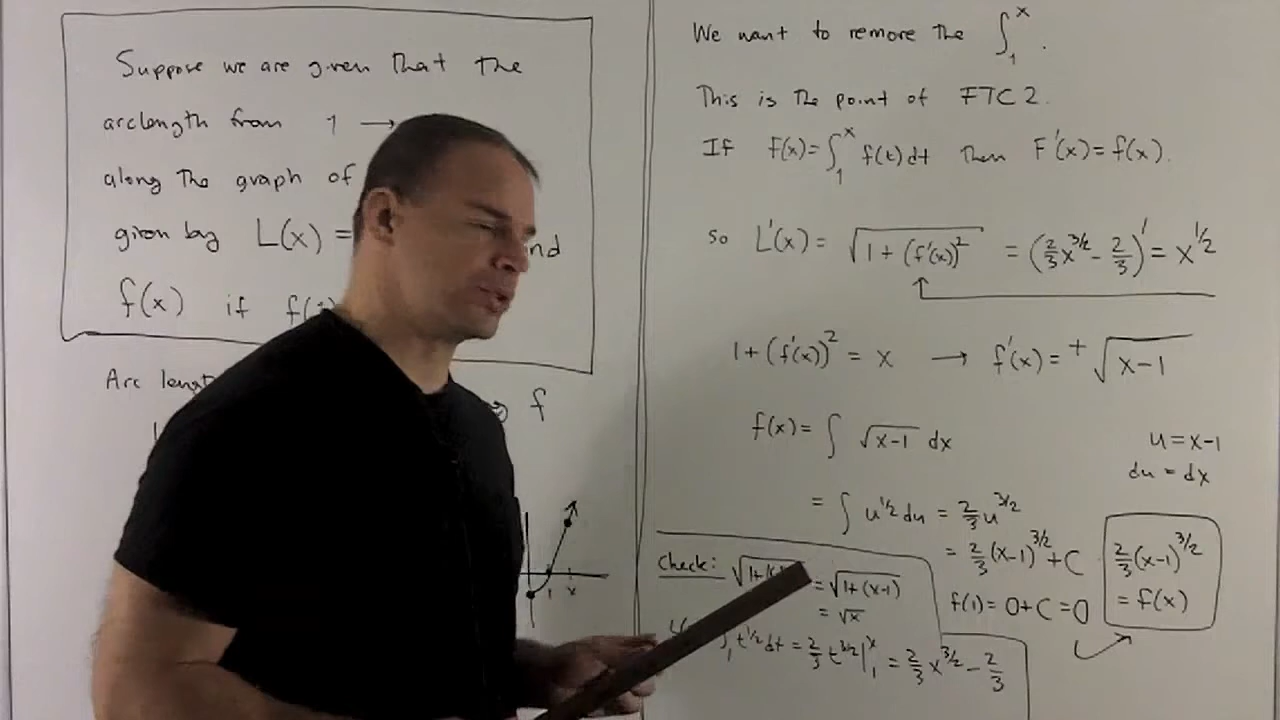 Suppose we are given that the
arclength from 1 →
along the graph of
given by L(x) = nd
f(x) if f(
Arc lengt
f
1 x
We want to remove the ∫₁ˣ.
This is the point of FTC 2.
If F(x) = ∫₁ˣ f(t) dt then F'(x) = f(x).
So L'(x) = √(1 + (f'(x))²) = (2/3 x^(3/2) - 2/3)' = x^(1/2)
1 + (f'(x))² = x → f'(x) = + √(x-1)
f(x) = ∫ √(x-1) dx
u = x-1
du = dx
= ∫ u^(1/2) du = 2/3 u^(3/2)
= 2/3 (x-1)^(3/2) + C
f(1) = 0 + C = 0
2/3 (x-1)^(3/2)
= f(x)
Check: √(1+ = √(1 + (x-1))
= √x
∫₁ t^(1/2) dt = 2/3 t^(3/2) |₁ˣ = 2/3 x^(3/2) - 2/3